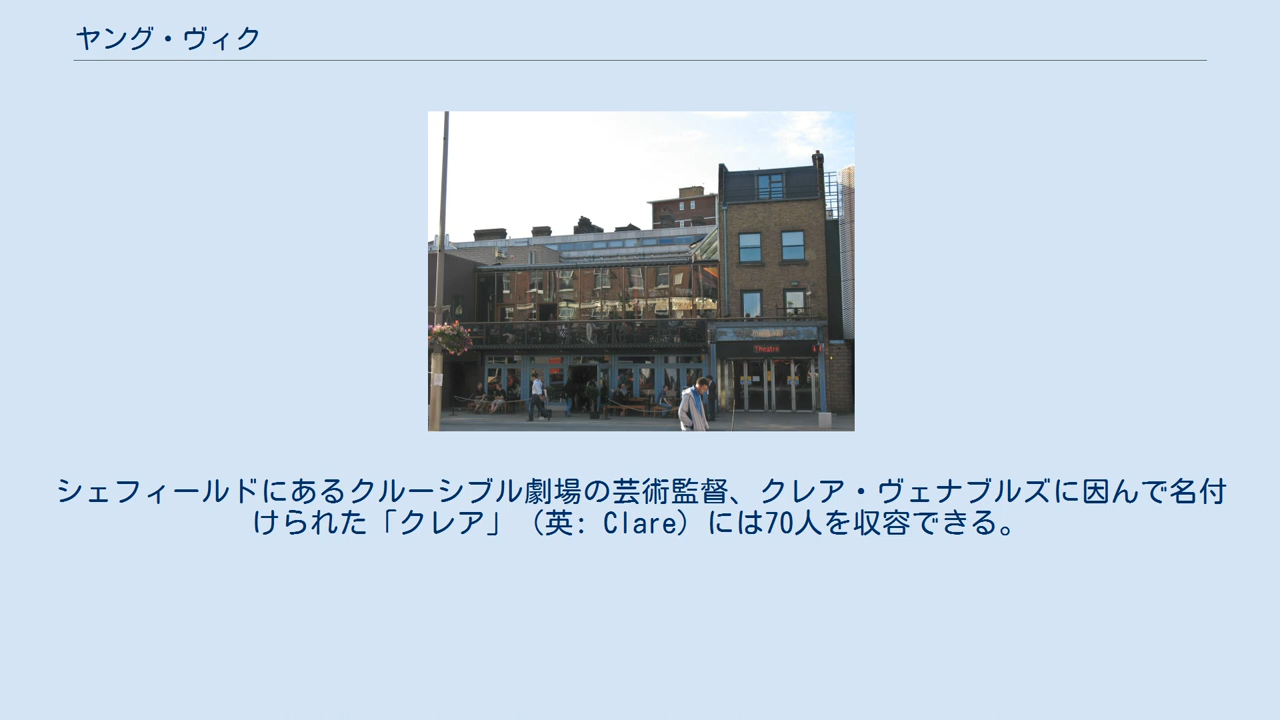 ヤング・ヴィク
Theatre
シェフィールドにあるクルーシブル劇場の芸術監督、クレア・ヴェナブルズに因んで名付
けられた「クレア」（英: Clare）には70人を収容できる。